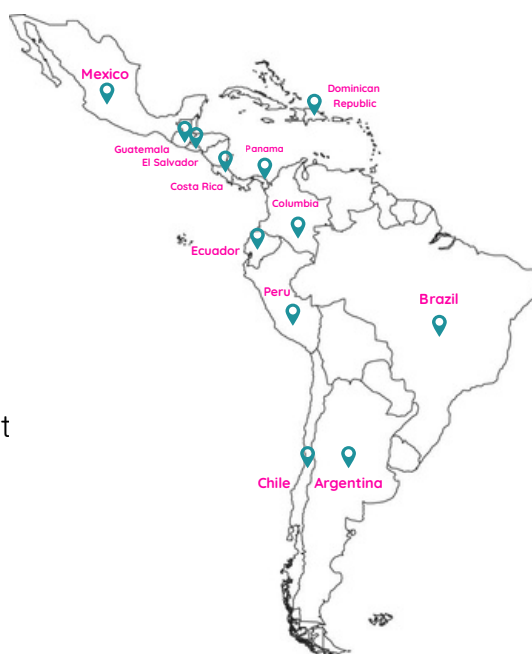 Mexico
Dominican
Republic
Guatemala
El Salvador
Panama
Costa Rica
Columbia
Ecuador
Peru
Brazil
t
Chile
Argentina